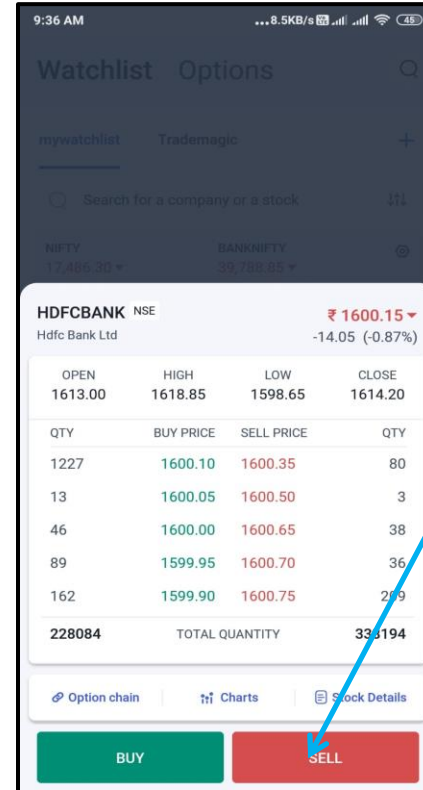 9:36 AM ...8.5KB/s 45
Watchlist Options
mywatchlist Trademagic +
Search for a company or a stock
NIFTY BANKNIFTY
17,486.30 39,788.85
HDFCBANK NSE ₹ 1600.15
Hdfc Bank Ltd -14.05 (-0.87%)
OPEN HIGH LOW CLOSE
1613.00 1618.85 1598.65 1614.20
QTY BUY PRICE SELL PRICE QTY
1227 1600.10 1600.35 80
13 1600.05 1600.50 3
46 1600.00 1600.65 38
89 1599.95 1600.70 36
162 1599.90 1600.75 209
228084 TOTAL QUANTITY 333194
Option chain Charts Stock Details
BUY SELL